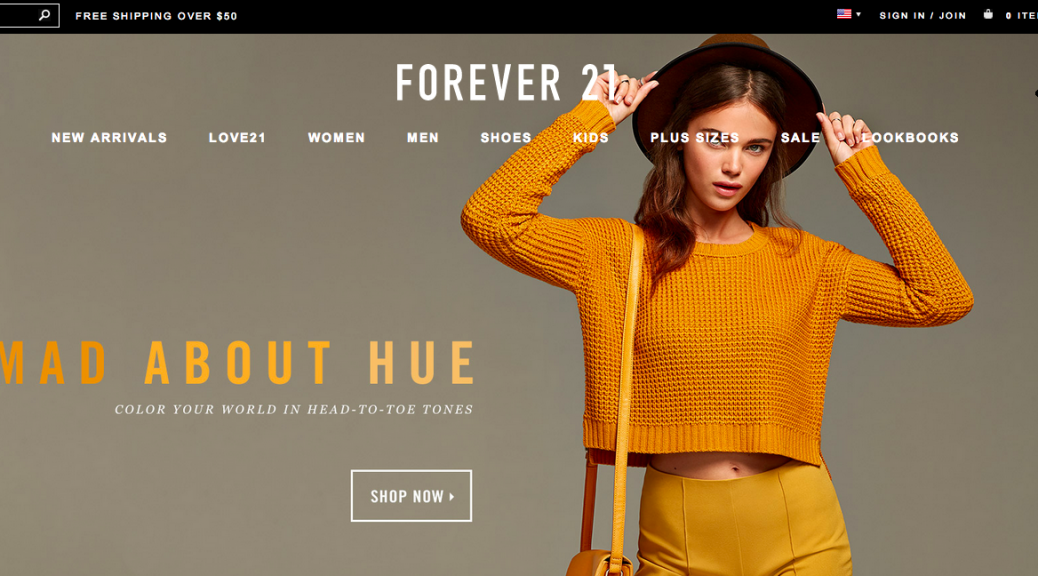 FREE SHIPPING OVER $50
SIGN IN / JOIN
0 ITE
FOREVER 21
NEW ARRIVALS LOVE21 WOMEN MEN SHOES KIDS PLUS SIZES SALE LOOKBOOKS
MAD ABOUT HUE
COLOR YOUR WORLD IN HEAD-TO-TOE TONES
SHOP NOW